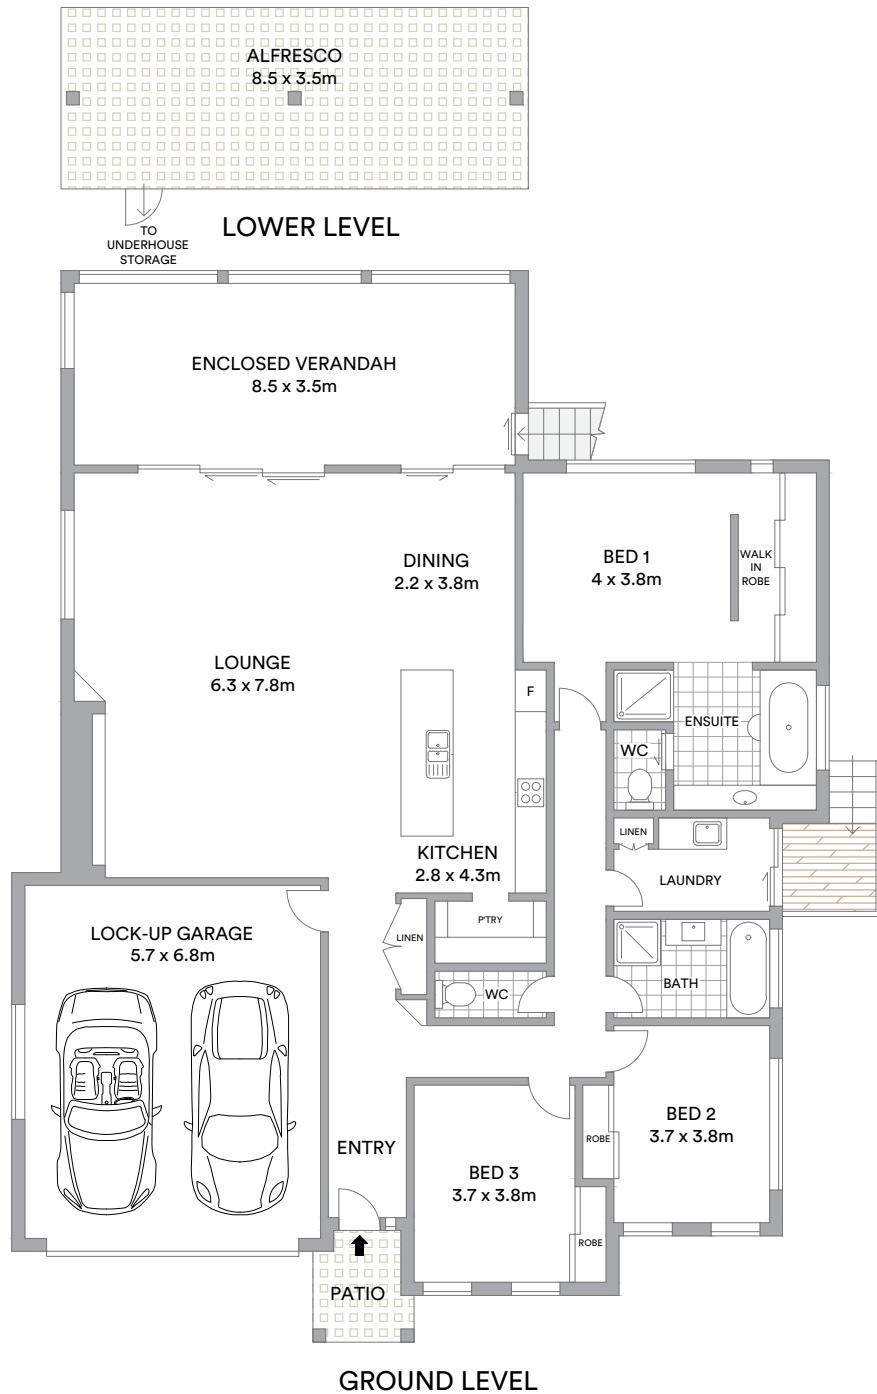 ALFRESCO
8.5 x 3.5m
TO
UNDERHOUSE
STORAGE
LOWER LEVEL
ENCLOSED VERANDAH
8.5 x 3.5m
DINING
2.2 x 3.8m
BED 1
4 x 3.8m
WALK
IN
ROBE
LOUNGE
6.3 x 7.8m
F
ENSUITE
WC
KITCHEN
2.8 x 4.3m
LINEN
LAUNDRY
LOCK-UP GARAGE
5.7 x 6.8m
LINEN
P'TRY
WC
BATH
ENTRY
BED 3
3.7 x 3.8m
ROBE
BED 2
3.7 x 3.8m
ROBE
PATIO
GROUND LEVEL